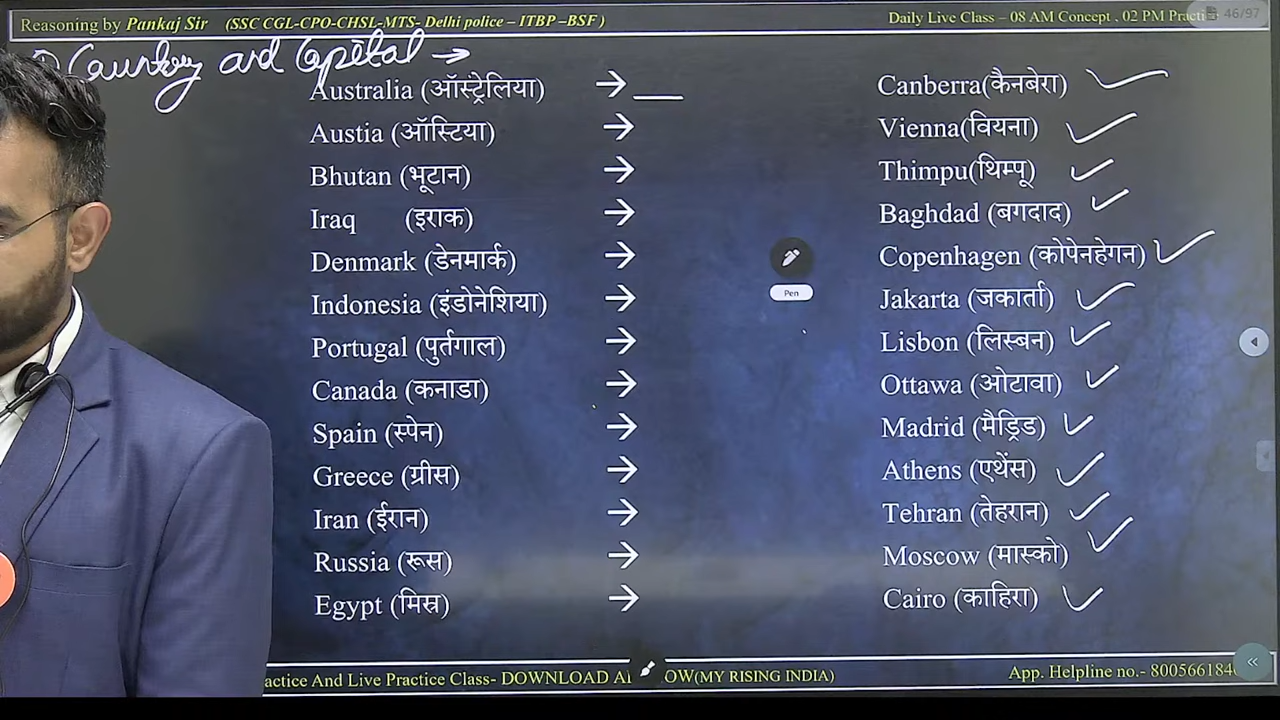 Reasoning by Pankaj Sir (SSC CGL-CPO-CHSL-MTS- Delhi police – ITBP –BSF ) Daily Live Class – 08 AM Concept , 02 PM Practi 46/97
Country and Capital →
Australia (ऑस्ट्रेलिया) → __ Canberra(कैनबेरा)
Austia (ऑस्टिया) → Vienna(वियना)
Bhutan (भूटान) → Thimpu(थिम्पू)
Iraq (इराक) → Baghdad (बगदाद)
Denmark (डेनमार्क) → Copenhagen (कोपेनहेगन)
Pen
Indonesia (इंडोनेशिया) → Jakarta (जकार्ता)
Portugal (पुर्तगाल) → Lisbon (लिस्बन)
Canada (कनाडा) → Ottawa (ओटावा)
Spain (स्पेन) → Madrid (मैड्रिड)
Greece (ग्रीस) → Athens (एथेंस)
Iran (ईरान) → Tehran (तेहरान)
Russia (रूस) → Moscow (मास्को)
Egypt (मिस्र) → Cairo (काहिरा)
actice And Live Practice Class- DOWNLOAD A OW(MY RISING INDIA) App. Helpline no.- 800566184